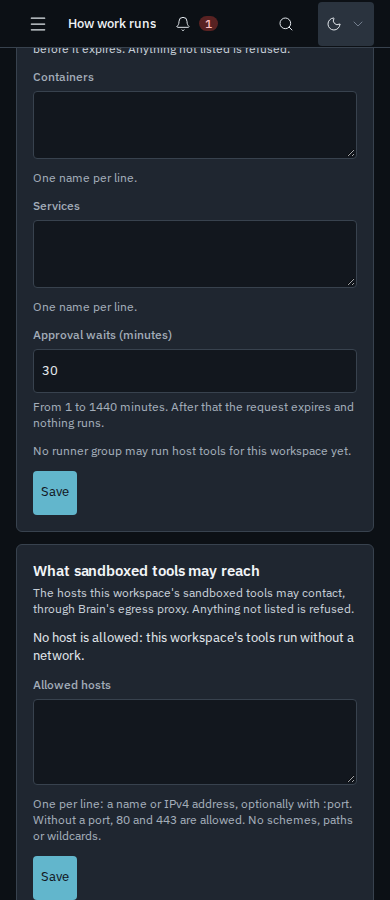 How work runs
1
before it expires. Anything not listed is refused.
Containers
One name per line.
Services
One name per line.
Approval waits (minutes)
30
From 1 to 1440 minutes. After that the request expires and
nothing runs.
No runner group may run host tools for this workspace yet.
Save
What sandboxed tools may reach
The hosts this workspace's sandboxed tools may contact,
through Brain's egress proxy. Anything not listed is refused.
No host is allowed: this workspace's tools run without a
network.
Allowed hosts
One per line: a name or IPv4 address, optionally with :port.
Without a port, 80 and 443 are allowed. No schemes, paths
or wildcards.
Save